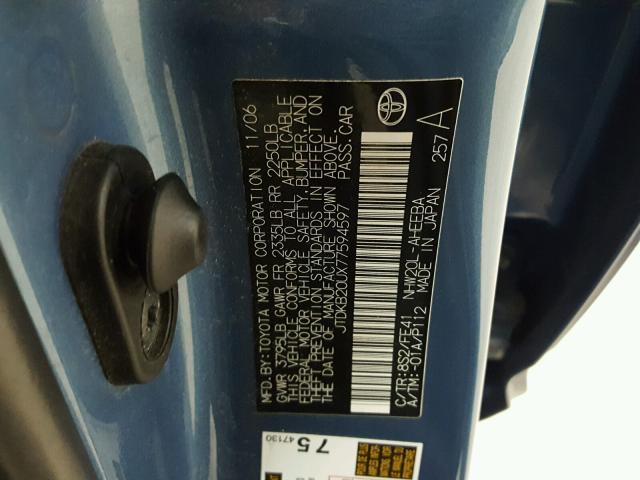 MFD.BY:TOYOTA MOTOR CORPORATION 11/06
GVWR 3795LB GAWR FR 2335LB RR 2250LB
THIS VEHICLE CONFORMS TO ALL APPLICABLE
FEDERAL MOTOR VEHICLE SAFETY, BUMPER, AND
THEFT PREVENTION STANDARDS IN EFFECT ON
THE DATE OF MANUFACTURE SHOWN ABOVE.
JTDKB20UX77594597 PASS.CAR
C/TR:8S2/FE41 NHW20L-AHEEBA
A/TM:-01A/P112 MADE IN JAPAN 257 A
75
47130